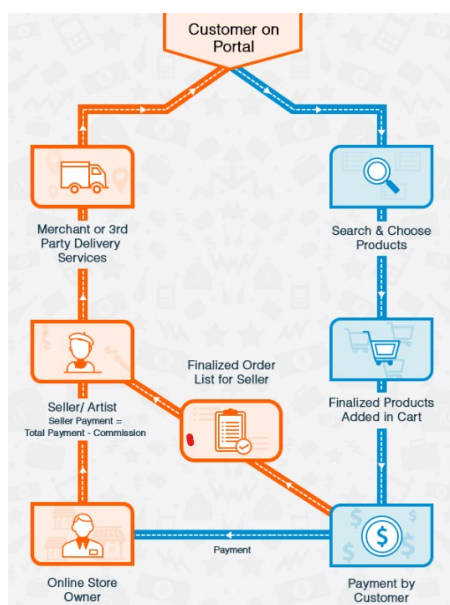 Customer on
Portal
Merchant or 3rd
Party Delivery
Services
Search & Choose
Products
Finalized Order
List for Seller
Seller/ Artist
Seller Payment =
Total Payment - Commission
Finalized Products
Added in Cart
$
$
$
$
$
Payment
Online Store
Owner
Payment by
Customer